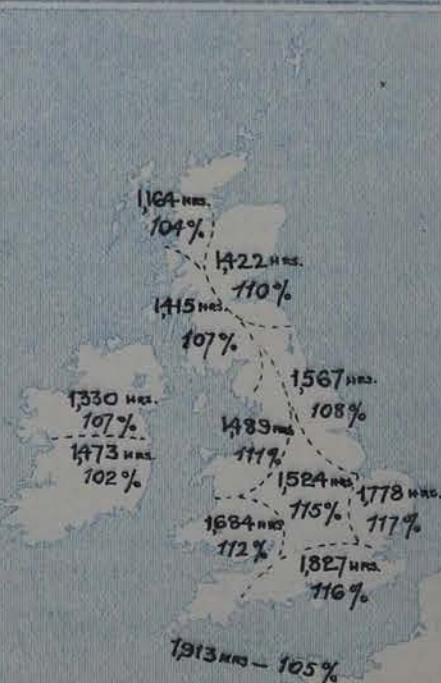 1,164 HRS.
104%
1,422 HRS.
110%
1,415 HRS.
107%
1,567 HRS.
108%
1,330 HRS.
107%
1,473 HRS.
102%
1,489 HRS
111%
1,524 HRS
115%
1,778 HRS.
117%
1,684 HRS
112%
1,827 HRS.
116%
1,913 HRS — 105%